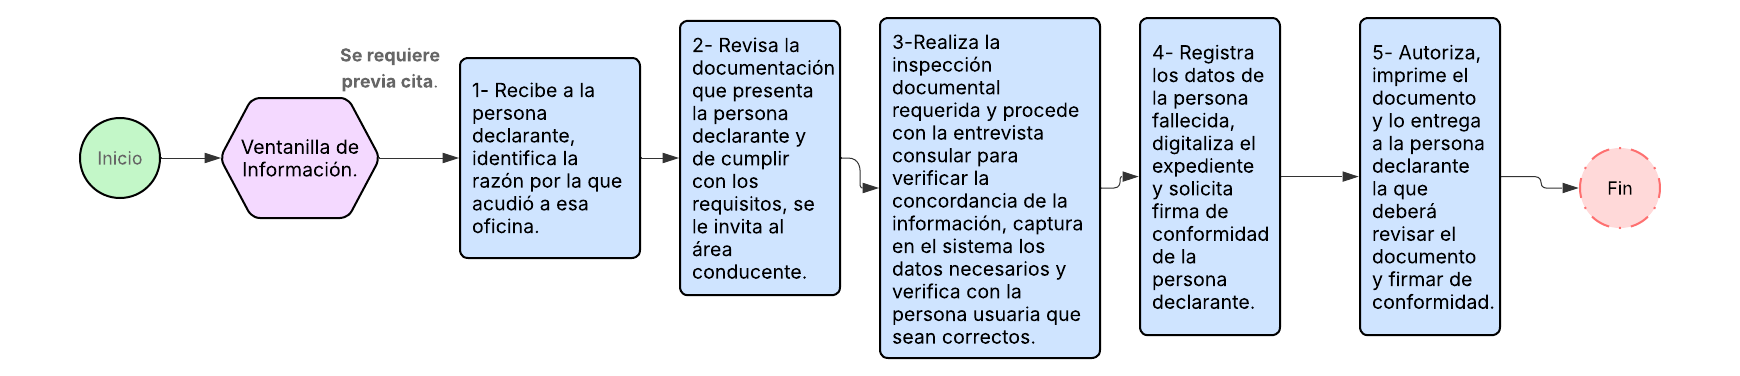 Inicio
Se requiere
previa cita.
Ventanilla de
Información.
1- Recibe a la
persona
declarante,
identifica la
razón por la que
acudió a esa
oficina.
2- Revisa la
documentación
que presenta
la persona
declarante y
de cumplir
con los
requisitos, se
le invita al
área
conducente.
3-Realiza la
inspección
documental
requerida y procede
con la entrevista
consular para
verificar la
concordancia de la
información, captura
en el sistema los
datos necesarios y
verifica con la
persona usuaria que
sean correctos.
4- Registra
los datos de
la persona
fallecida,
digitaliza el
expediente
y solicita
firma de
conformidad
de la
persona
declarante.
5- Autoriza,
imprime el
documento
y lo entrega
a la persona
declarante
la que
deberá
revisar el
documento
y firmar de
conformidad.
Fin